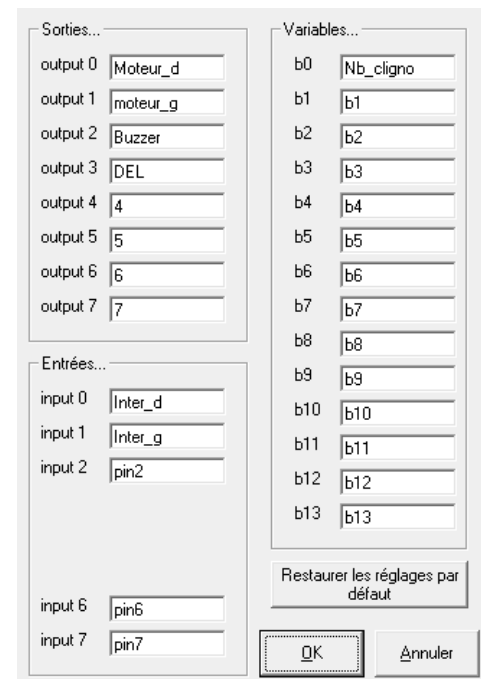 Sorties...
output 0 Moteur_d
output 1 moteur_g
output 2 Buzzer
output 3 DEL
output 4 4
output 5 5
output 6 6
output 7 7
Entrées...
input 0 Inter_d
input 1 Inter_g
input 2 pin2
input 6 pin6
input 7 pin7
Variables...
b0 Nb_cligno
b1 b1
b2 b2
b3 b3
b4 b4
b5 b5
b6 b6
b7 b7
b8 b8
b9 b9
b10 b10
b11 b11
b12 b12
b13 b13
Restaurer les réglages par
défaut
OK Annuler